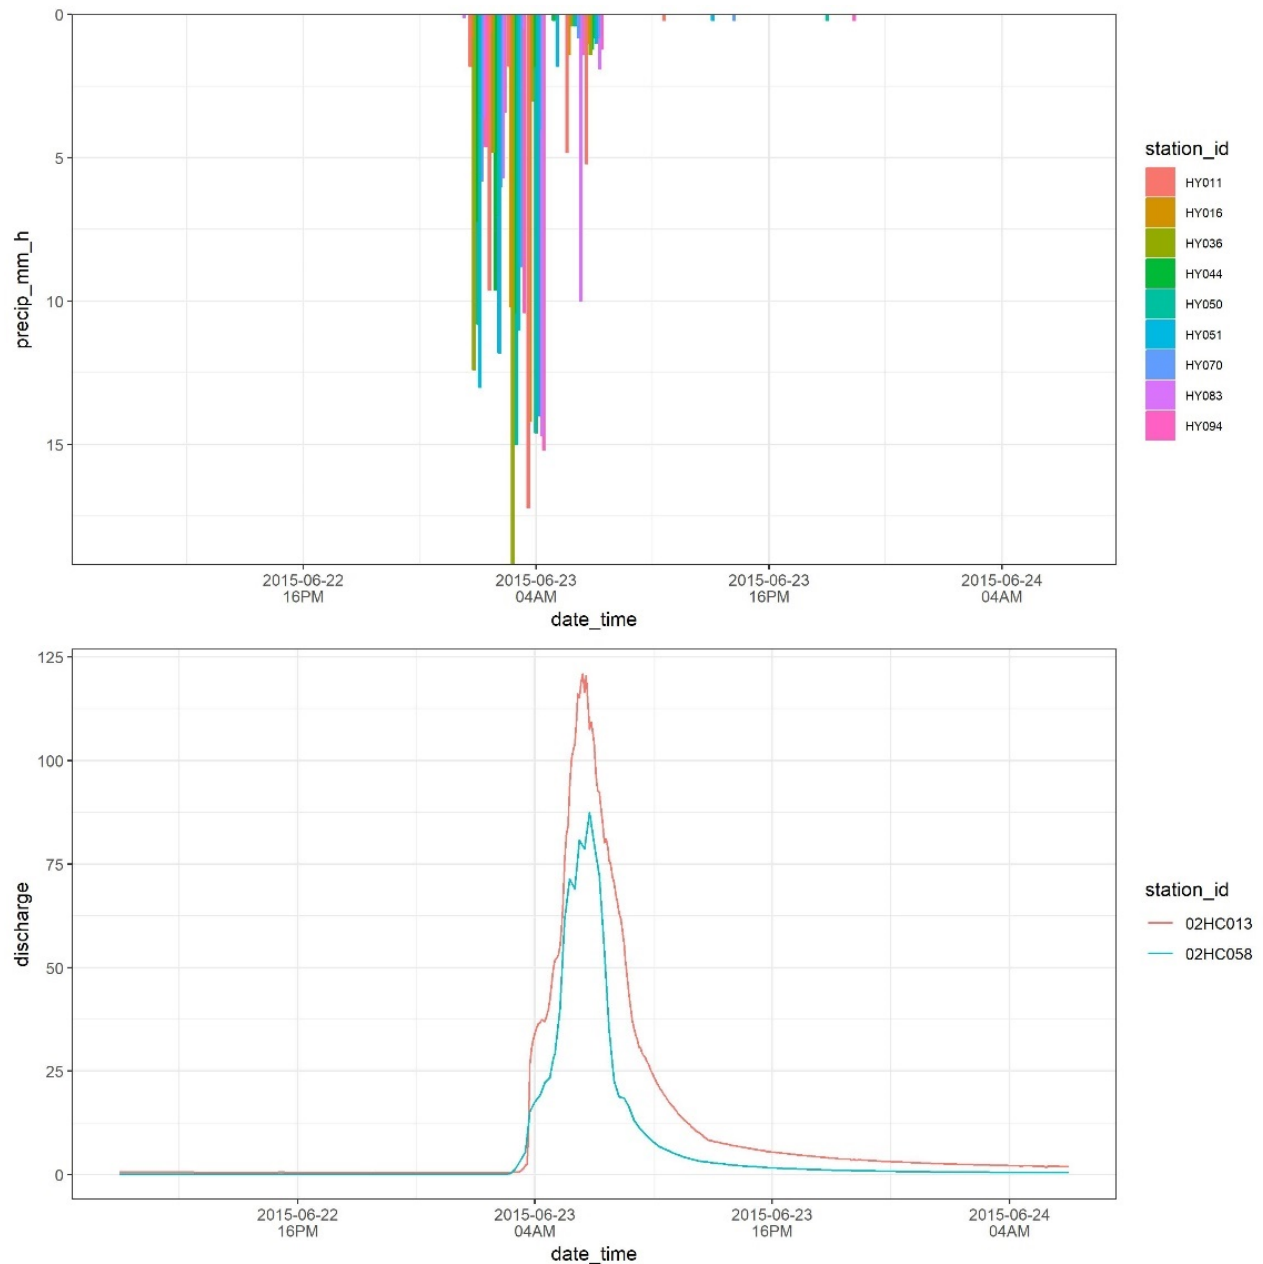 0
5
10
15
precip_mm_h
2015-06-22
16PM
2015-06-23
04AM
2015-06-23
16PM
2015-06-24
04AM
date_time
station_id
HY011
HY016
HY036
HY044
HY050
HY051
HY070
HY083
HY094
125
100
75
50
25
0
discharge
2015-06-22
16PM
2015-06-23
04AM
2015-06-23
16PM
2015-06-24
04AM
date_time
station_id
02HC013
02HC058